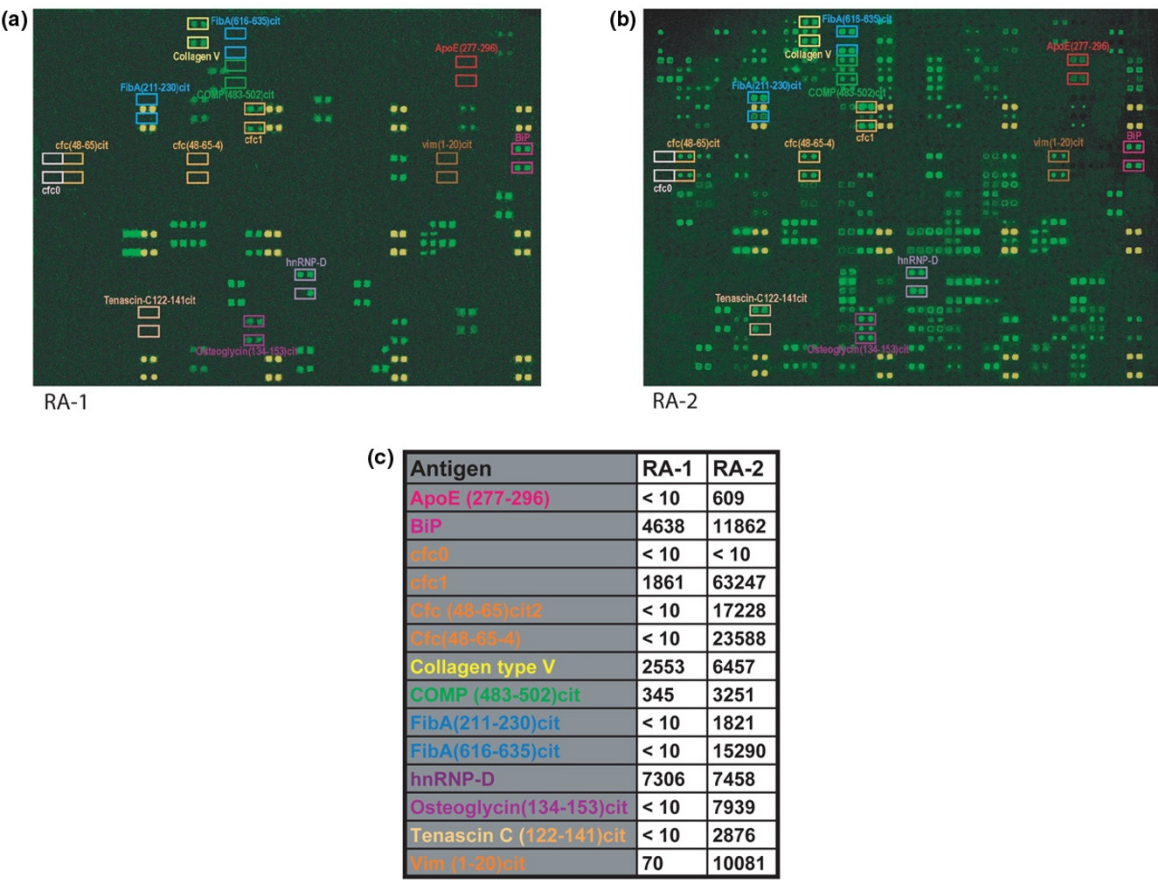 (a)
FibA(616-635)cit
Collagen V
ApoE(277-296)
FibA(211-230)cit
COMP(483-502)cit
cfc1
cfc(48-65)cit
cfc(48-65-4)
vim(1-20)cit
BiP
cfc0
hnRNP-D
Tenascin-C122-141cit
Osteoglycin(134-153)cit
RA-1
(b)
FibA(615-635)cit
Collagen V
ApoE(277-296)
FibA(211-230)cit
COMP(483-502)cit
cfc1
cfc(48-65)cit
cfc(48-65-4)
vim(1-20)cit
BiP
cfc0
hnRNP-D
Tenascin-C122-141cit
Osteoglycin(134-153)cit
RA-2
(c)
Antigen RA-1 RA-2
ApoE (277-296) < 10 609
BiP 4638 11862
cfc0 < 10 < 10
cfc1 1861 63247
Cfc (48-65)cit2 < 10 17228
Cfc(48-65-4) < 10 23588
Collagen type V 2553 6457
COMP (483-502)cit 345 3251
FibA(211-230)cit < 10 1821
FibA(616-635)cit < 10 15290
hnRNP-D 7306 7458
Osteoglycin(134-153)cit < 10 7939
Tenascin C (122-141)cit < 10 2876
Vim (1-20)cit 70 10081